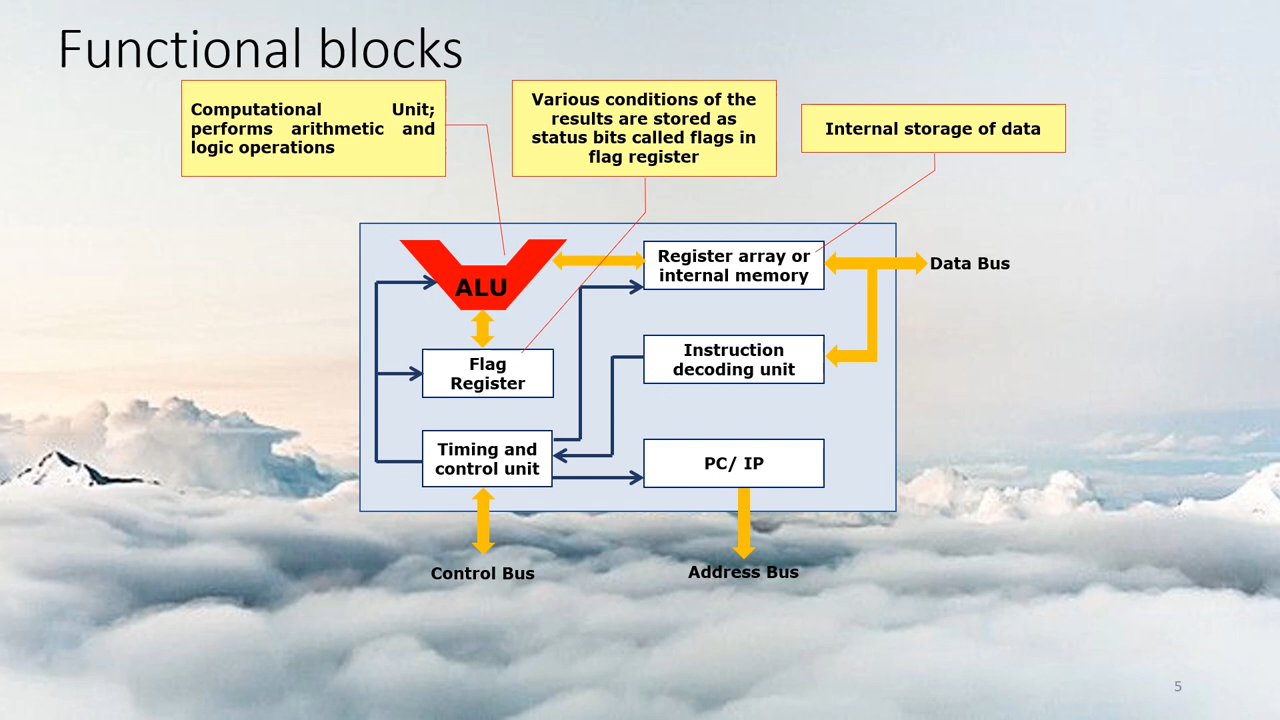 Functional blocks
Computational Unit;
performs arithmetic and
logic operations
Various conditions of the
results are stored as
status bits called flags in
flag register
Internal storage of data
ALU
Register array or
internal memory
Data Bus
Flag
Register
Instruction
decoding unit
Timing and
control unit
PC/ IP
Control Bus
Address Bus
5